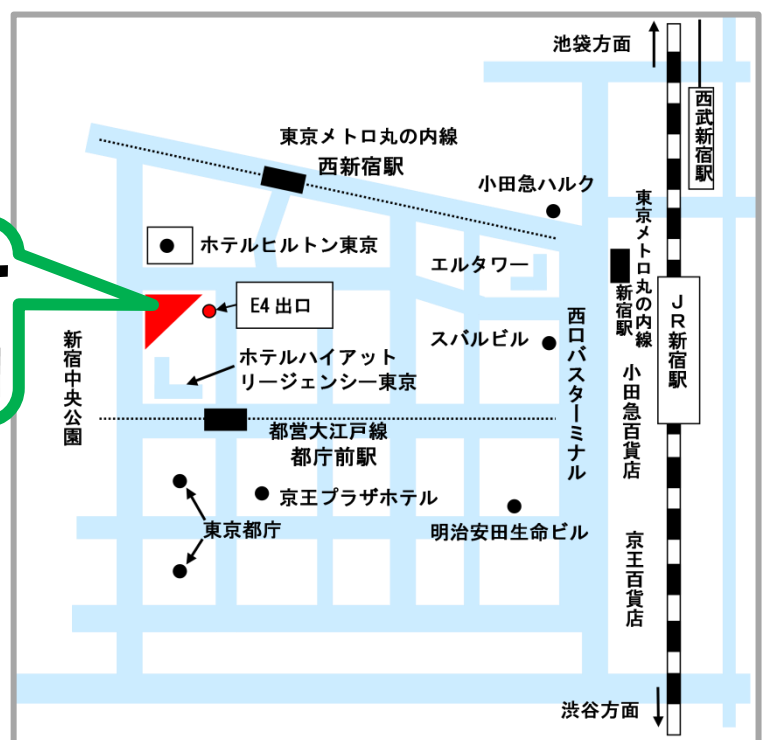 池袋方面
西武新宿駅
東京メトロ丸の内線
西新宿駅
小田急ハルク
東京メトロ丸の内線
新宿駅
ホテルヒルトン東京
エルタワー
E4 出口
JR新宿駅
西口バスターミナル
スバルビル
新宿中央公園
ホテルハイアット
リージェンシー東京
小田急百貨店
都営大江戸線
都庁前駅
京王プラザホテル
東京都庁
明治安田生命ビル
京王百貨店
渋谷方面